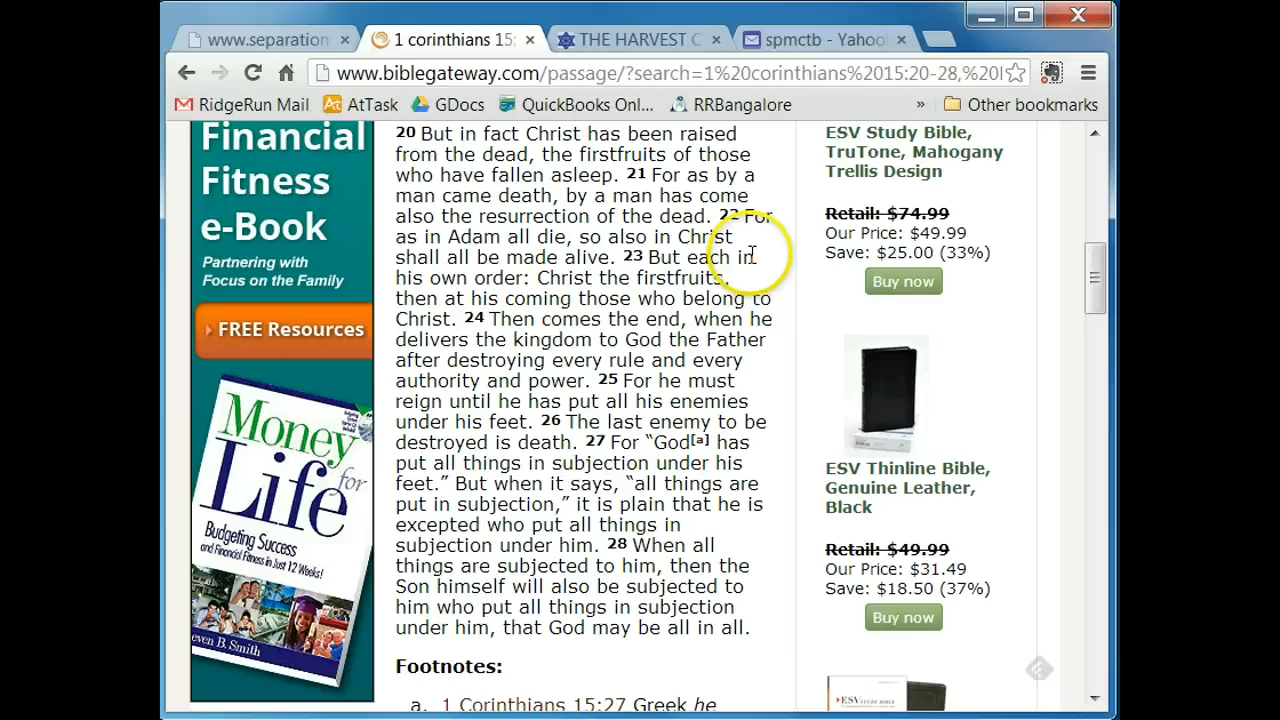 www.separation
1 corinthians 15:
THE HARVEST C
spmctb - Yahoo!
www.biblegateway.com/passage/?search=1%20corinthians%2015:20-28,%20
RidgeRun Mail
AtTask
GDocs
QuickBooks Onl...
RRBangalore
»
Other bookmarks
Financial
Fitness
e-Book
Partnering with
Focus on the Family
FREE Resources
Money
for
Life
Budgeting Success
and Financial Fitness in Just 12 Weeks!
even B. Smith
20 But in fact Christ has been raised
from the dead, the firstfruits of those
who have fallen asleep. 21 For as by a
man came death, by a man has come
also the resurrection of the dead. 22 For
as in Adam all die, so also in Christ
shall all be made alive. 23 But each in
his own order: Christ the firstfruits,
then at his coming those who belong to
Christ. 24 Then comes the end, when he
delivers the kingdom to God the Father
after destroying every rule and every
authority and power. 25 For he must
reign until he has put all his enemies
under his feet. 26 The last enemy to be
destroyed is death. 27 For “God[a] has
put all things in subjection under his
feet.” But when it says, “all things are
put in subjection,” it is plain that he is
excepted who put all things in
subjection under him. 28 When all
things are subjected to him, then the
Son himself will also be subjected to
him who put all things in subjection
under him, that God may be all in all.
Footnotes:
a. 1 Corinthians 15:27 Greek he
ESV Study Bible,
TruTone, Mahogany
Trellis Design
Retail: $74.99
Our Price: $49.99
Save: $25.00 (33%)
Buy now
ESV Thinline Bible,
Genuine Leather,
Black
Retail: $49.99
Our Price: $31.49
Save: $18.50 (37%)
Buy now
ESV STUDY BIBLE